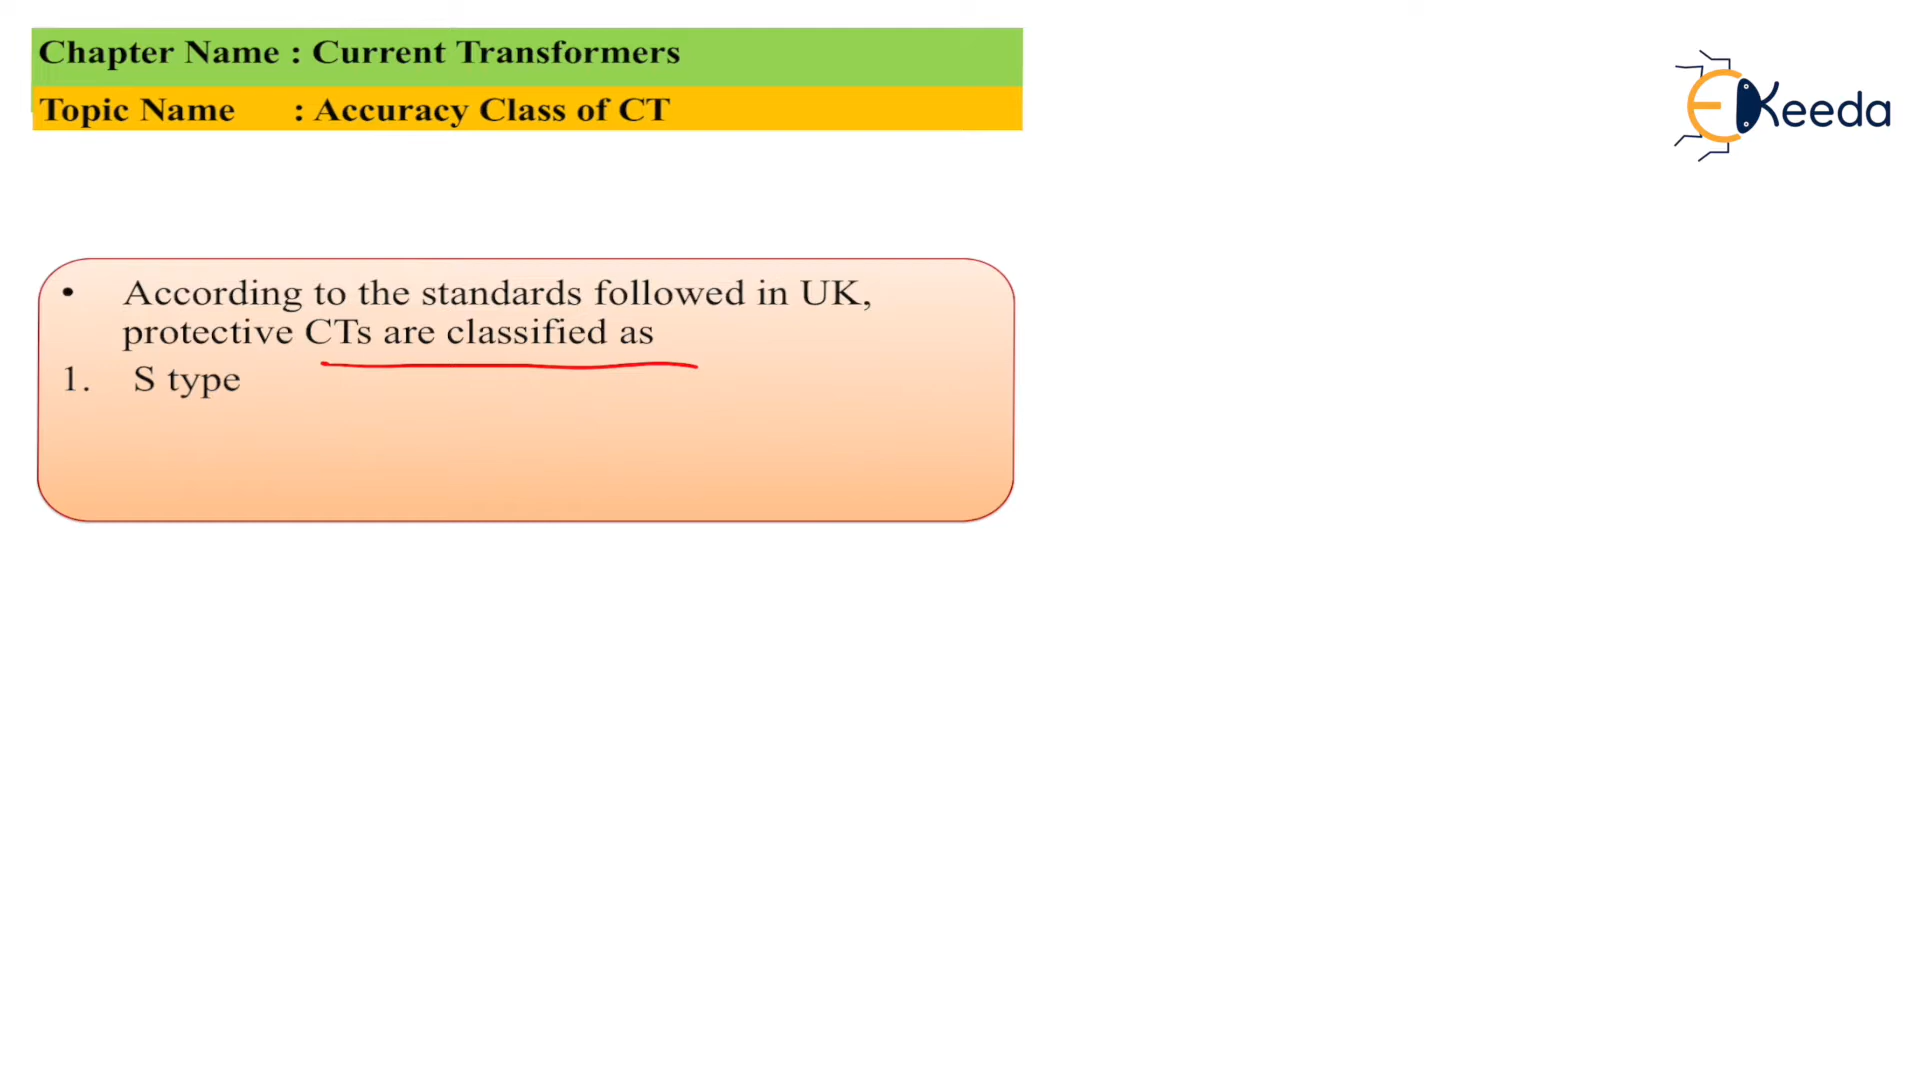 Chapter Name : Current Transformers
Topic Name : Accuracy Class of CT
EKeeda
• According to the standards followed in UK,
protective CTs are classified as
1. S type